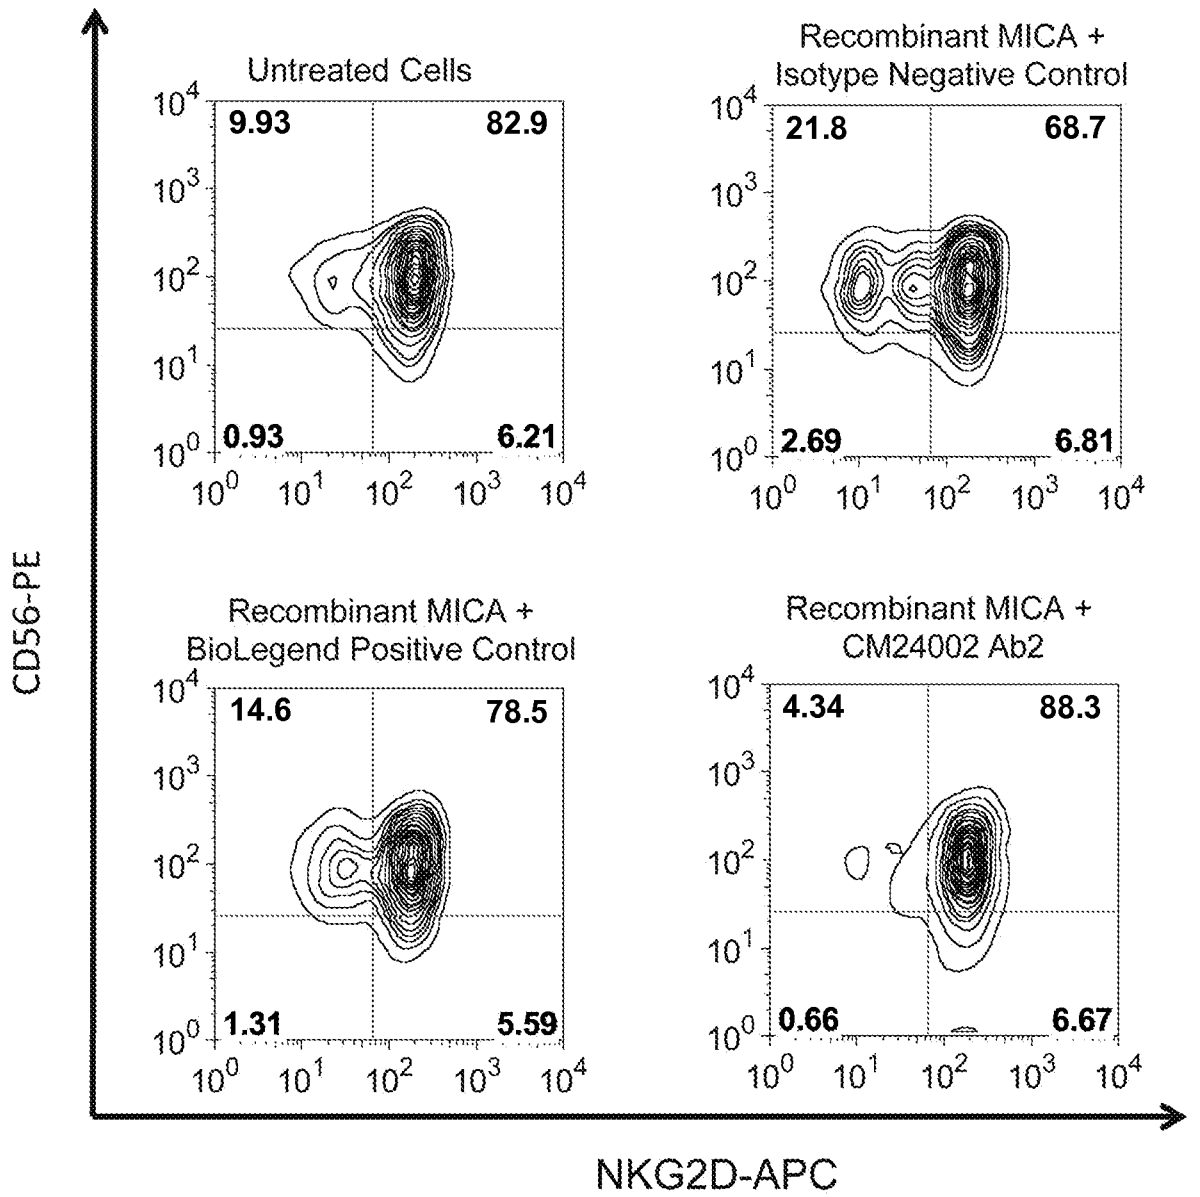 Untreated Cells
10^4
9.93 82.9
10^3
10^2
10^1
0.93 6.21
10^0
10^0 10^1 10^2 10^3 10^4
Recombinant MICA +
Isotype Negative Control
10^4
21.8 68.7
10^3
10^2
10^1
2.69 6.81
10^0
10^0 10^1 10^2 10^3 10^4
CD56-PE
Recombinant MICA +
BioLegend Positive Control
10^4
14.6 78.5
10^3
10^2
10^1
1.31 5.59
10^0
10^0 10^1 10^2 10^3 10^4
Recombinant MICA +
CM24002 Ab2
10^4
4.34 88.3
10^3
10^2
10^1
0.66 6.67
10^0
10^0 10^1 10^2 10^3 10^4
NKG2D-APC